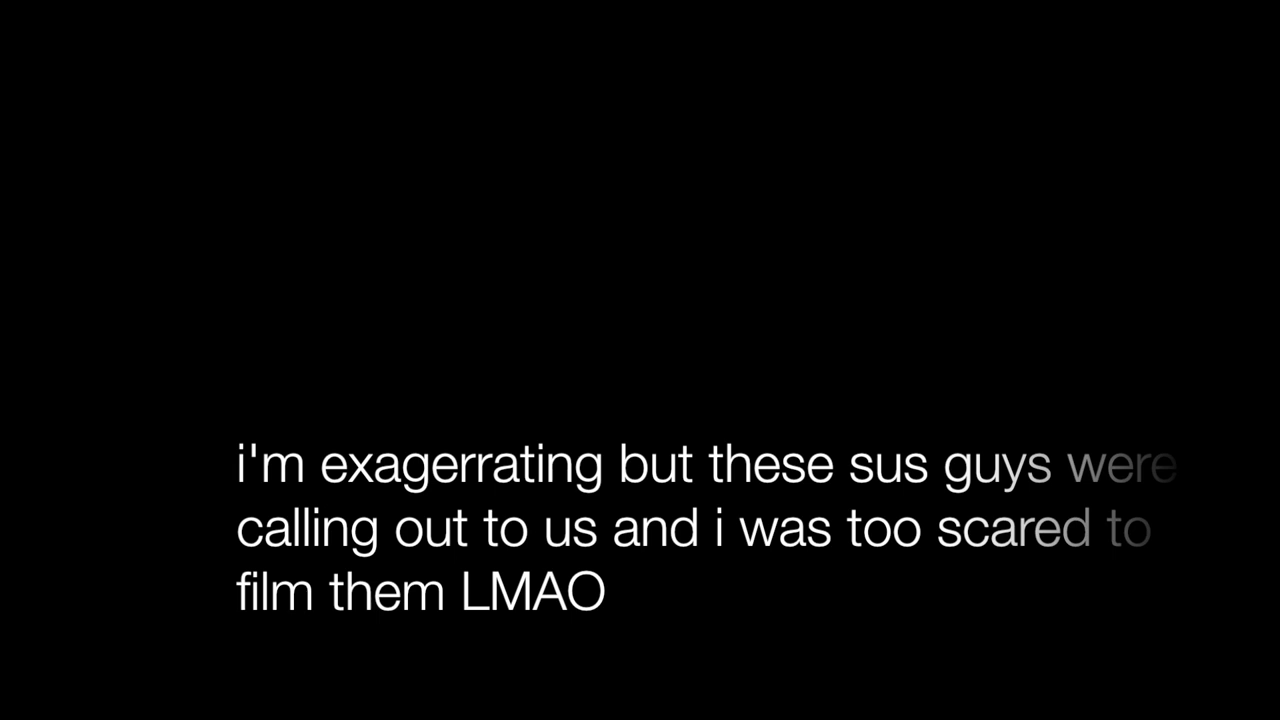 i'm exagerrating but these sus guys were
calling out to us and i was too scared to
film them LMAO